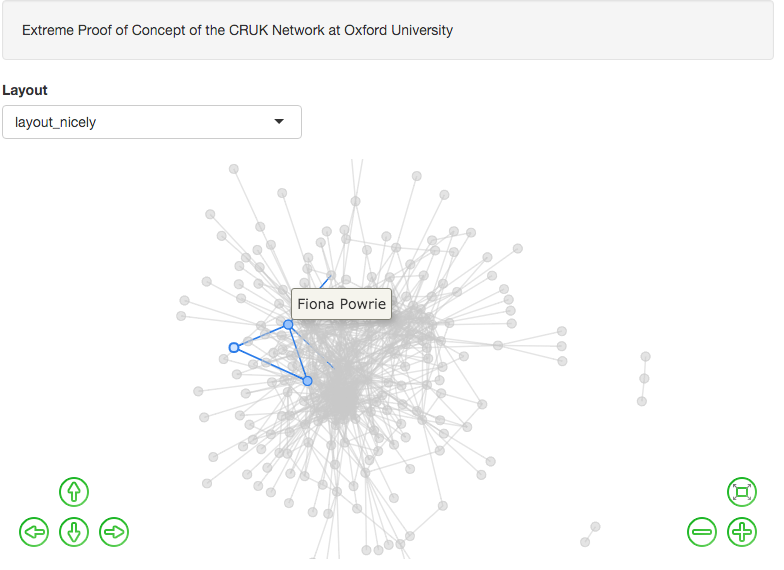 Extreme Proof of Concept of the CRUK Network at Oxford University
Layout
layout_nicely
Fiona Powrie